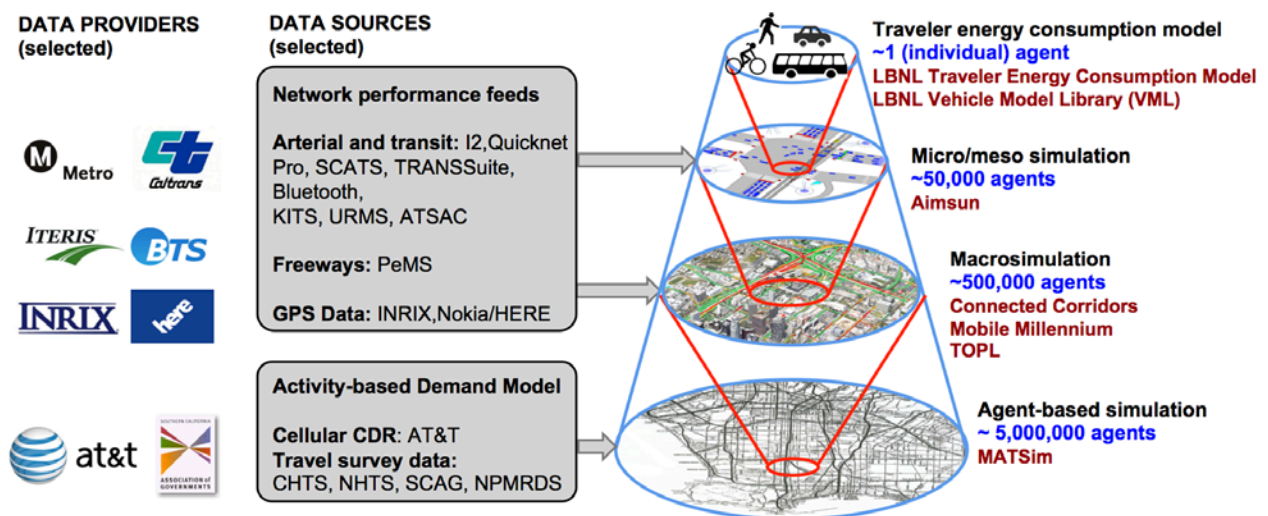 DATA PROVIDERS
(selected)
M
Metro
Caltrans
ITERIS
BTS
INRIX
here
at&t
SOUTHERN CALIFORNIA
ASSOCIATION of
GOVERNMENTS
DATA SOURCES
(selected)
Network performance feeds
Arterial and transit: I2,Quicknet
Pro, SCATS, TRANSSuite,
Bluetooth,
KITS, URMS, ATSAC
Freeways: PeMS
GPS Data: INRIX,Nokia/HERE
Activity-based Demand Model
Cellular CDR: AT&T
Travel survey data:
CHTS, NHTS, SCAG, NPMRDS
Traveler energy consumption model
~1 (individual) agent
LBNL Traveler Energy Consumption Model
LBNL Vehicle Model Library (VML)
Micro/meso simulation
~50,000 agents
Aimsun
Macrosimulation
~500,000 agents
Connected Corridors
Mobile Millennium
TOPL
Agent-based simulation
~ 5,000,000 agents
MATSim